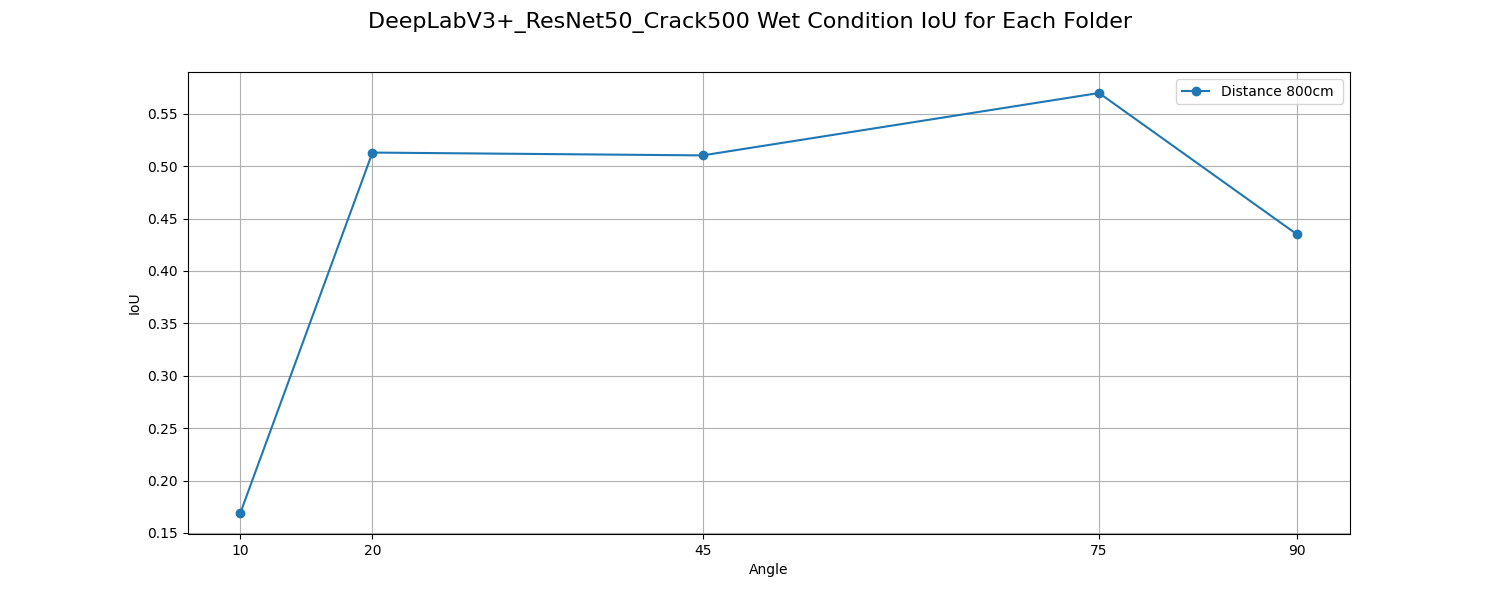 DeepLabV3+_ResNet50_Crack500 Wet Condition IoU for Each Folder
Distance 800cm
0.55
0.50
0.45
0.40
0.35
0.30
0.25
0.20
0.15
IoU
10 20 45 75 90
Angle